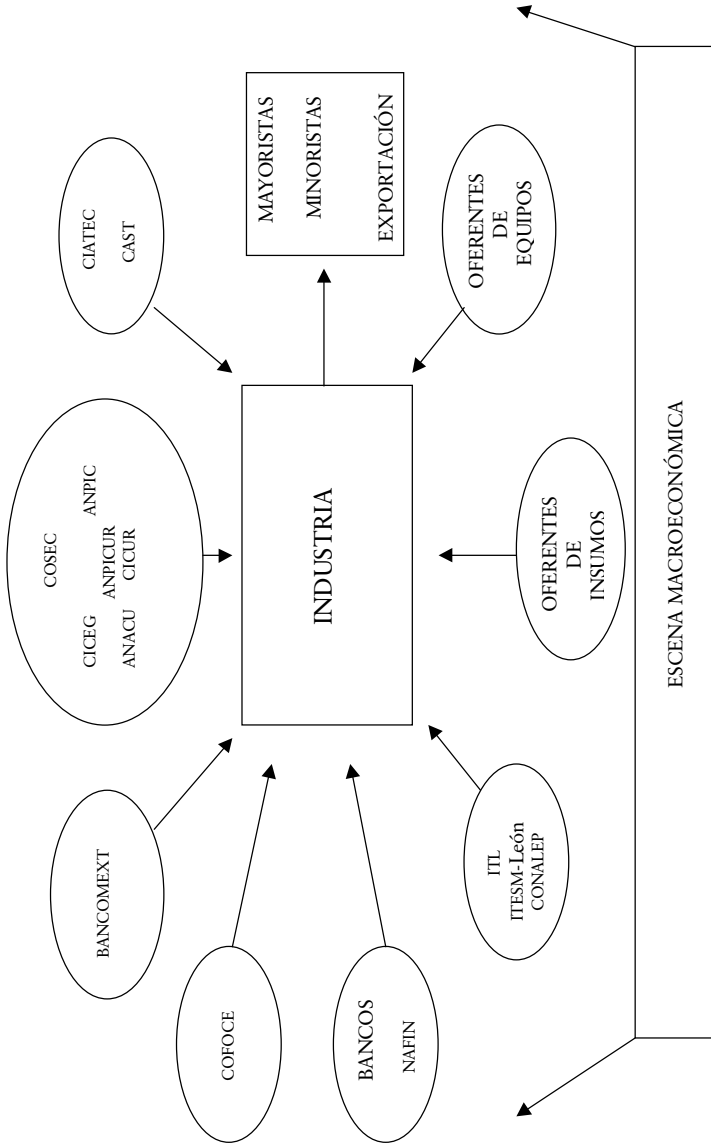 COSEC
CICEG
ANPIC
ANPICUR
ANACU
CICUR
BANCOMEXT
CIATEC
CAST
COFOCE
INDUSTRIA
MAYORISTAS
MINORISTAS
EXPORTACIÓN
BANCOS
NAFIN
ITL
ITESM-León
CONALEP
OFERENTES
DE
INSUMOS
OFERENTES
DE
EQUIPOS
ESCENA MACROECONÓMICA